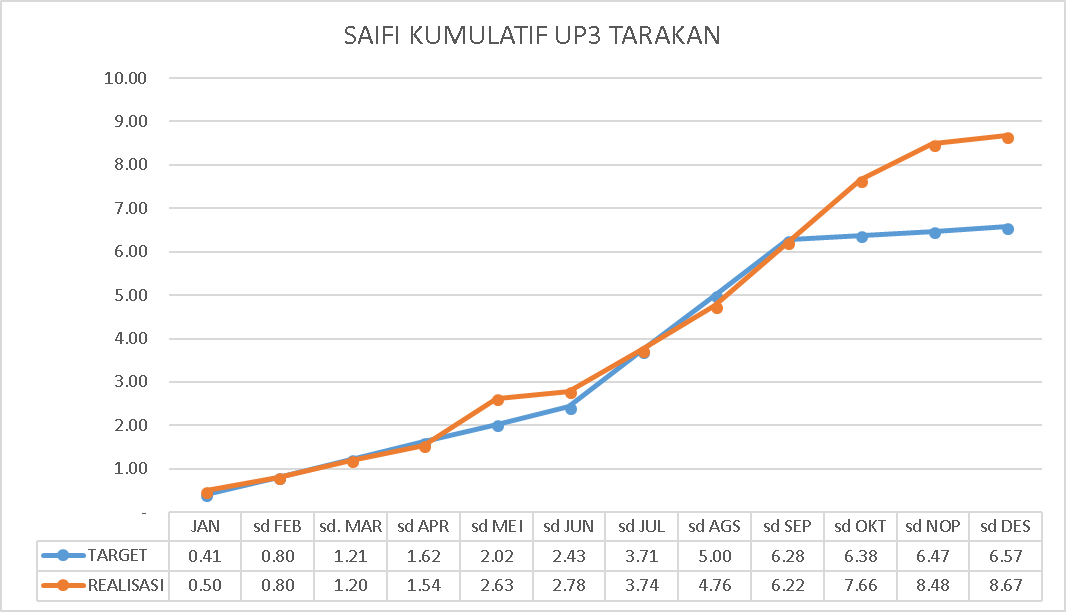 SAIFI KUMULATIF UP3 TARAKAN
10.00
9.00
8.00
7.00
6.00
5.00
4.00
3.00
2.00
1.00
-
JAN sd FEB sd. MAR sd APR sd MEI sd JUN sd JUL sd AGS sd SEP sd OKT sd NOP sd DES
TARGET 0.41 0.80 1.21 1.62 2.02 2.43 3.71 5.00 6.28 6.38 6.47 6.57
REALISASI 0.50 0.80 1.20 1.54 2.63 2.78 3.74 4.76 6.22 7.66 8.48 8.67